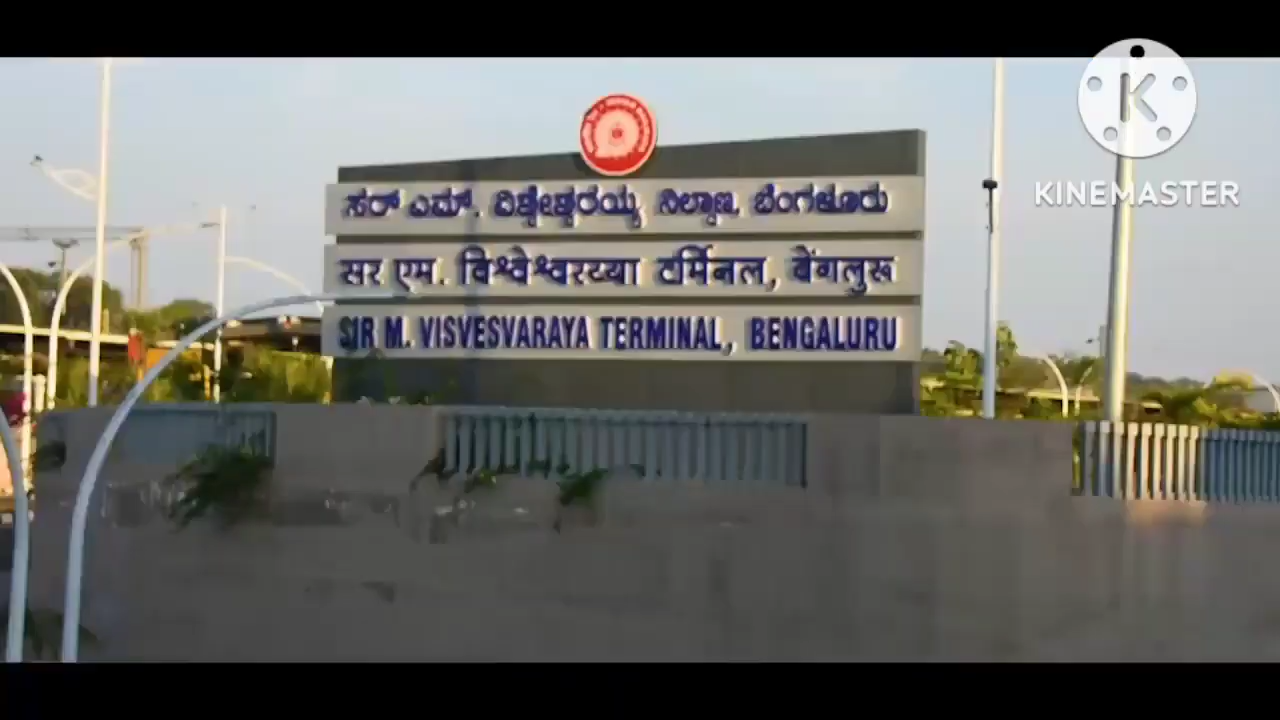 ಸರ್ ಎಮ್. ವಿಶ್ವೇಶ್ವರಯ್ಯ ನಿಲ್ದಾಣ, ಬೆಂಗಳೂರು
सर एम. विश्वेश्वरय्या टर्मिनल, बेंगलुरू
SIR M. VISVESVARAYA TERMINAL, BENGALURU
K
KINEMASTER